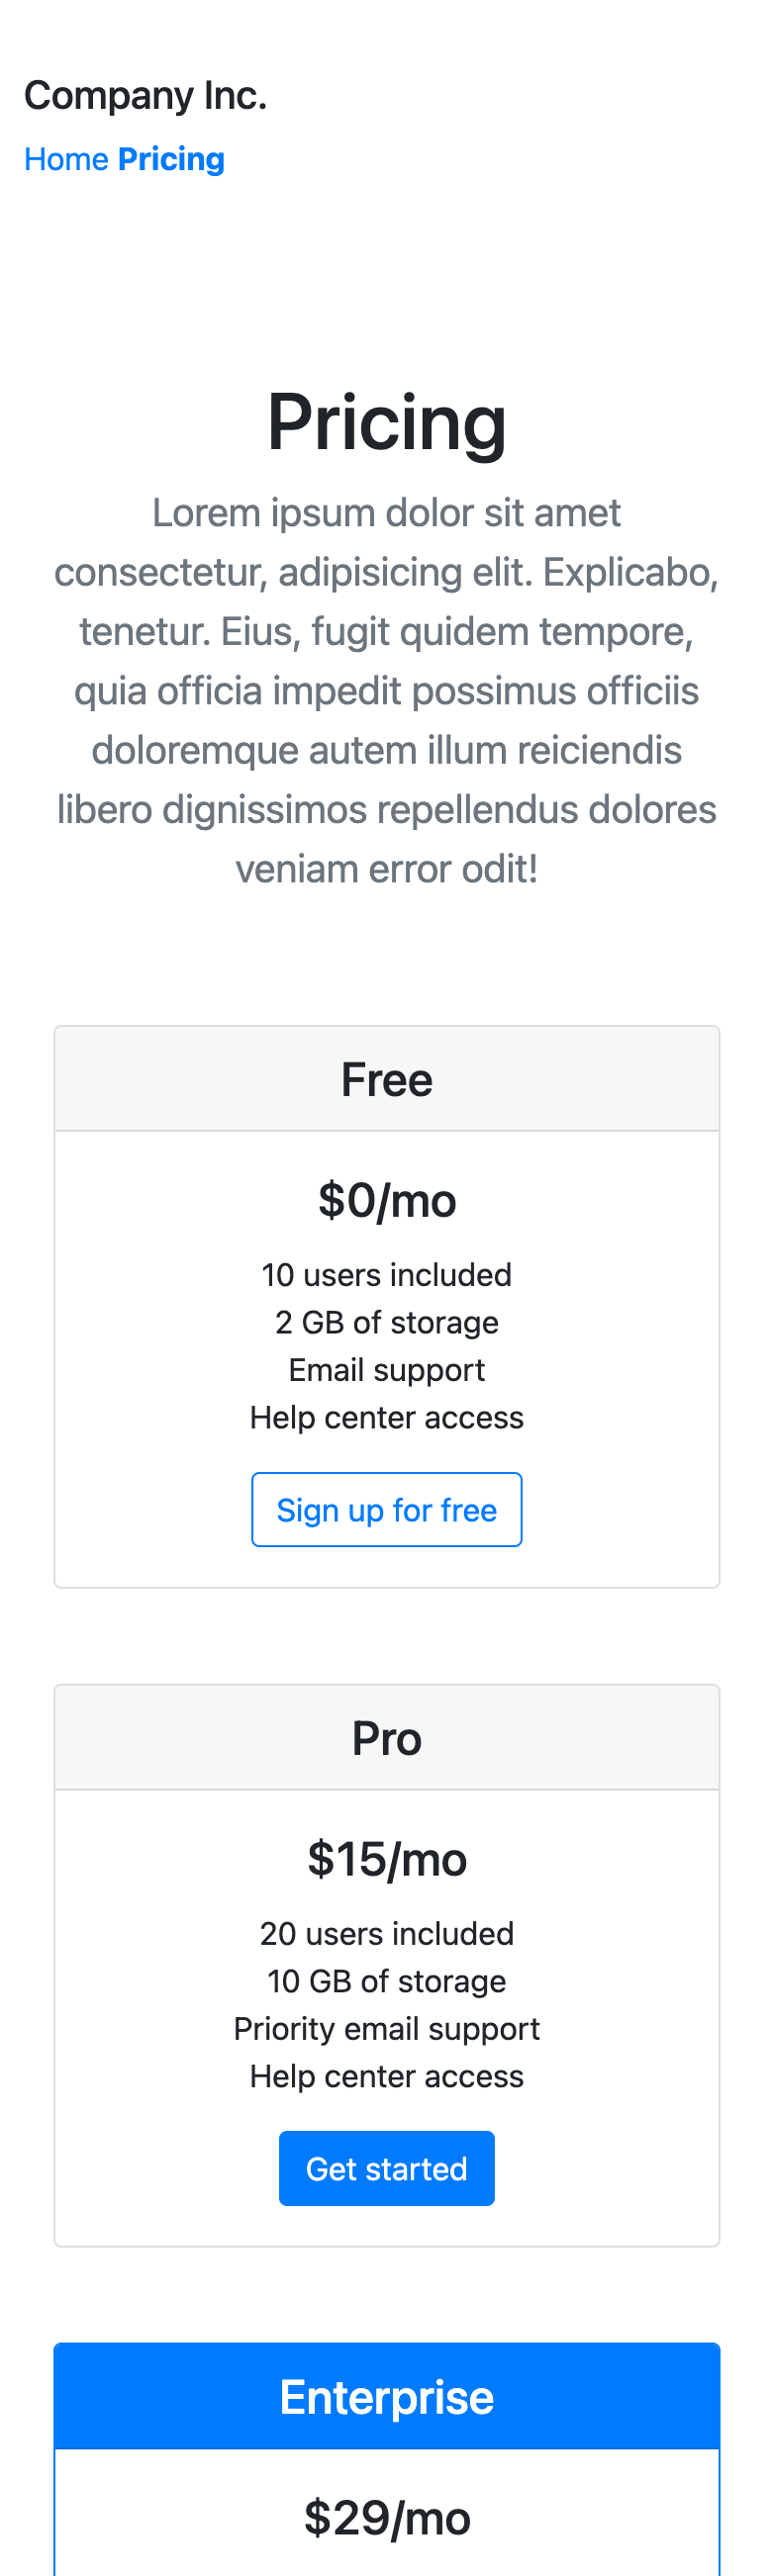 Company Inc.
Home Pricing
Pricing
Lorem ipsum dolor sit amet
consectetur, adipisicing elit. Explicabo,
tenetur. Eius, fugit quidem tempore,
quia officia impedit possimus officiis
doloremque autem illum reiciendis
libero dignissimos repellendus dolores
veniam error odit!
Free
$0/mo
10 users included
2 GB of storage
Email support
Help center access
Sign up for free
Pro
$15/mo
20 users included
10 GB of storage
Priority email support
Help center access
Get started
Enterprise
$29/mo